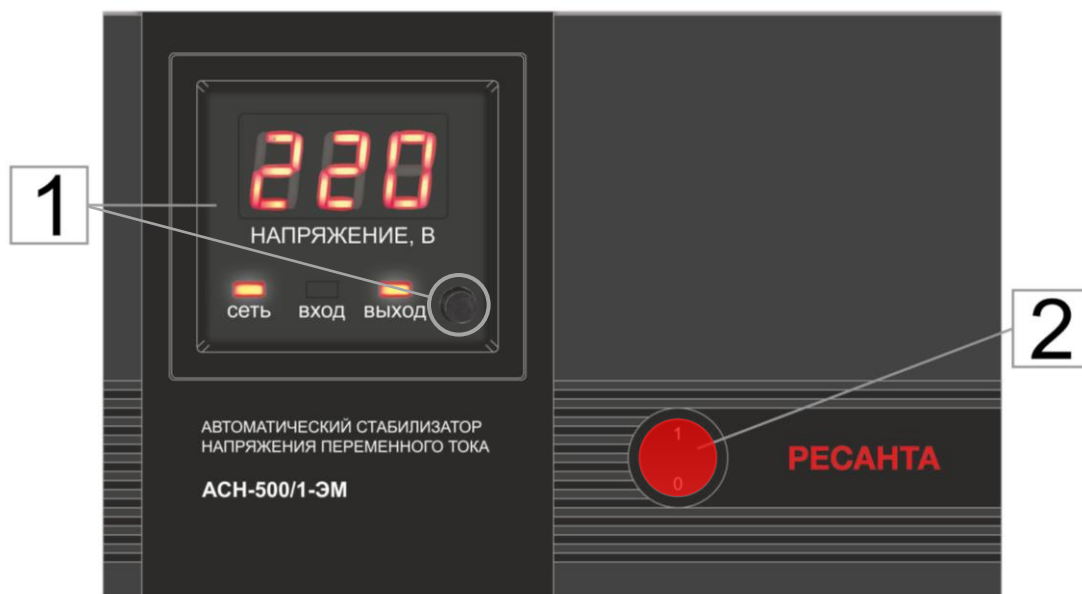 220
НАПРЯЖЕНИЕ, В
1
сеть вход выход
2
АВТОМАТИЧЕСКИЙ СТАБИЛИЗАТОР
НАПРЯЖЕНИЯ ПЕРЕМЕННОГО ТОКА
1
РЕСАНТА
0
АСН-500/1-ЭМ